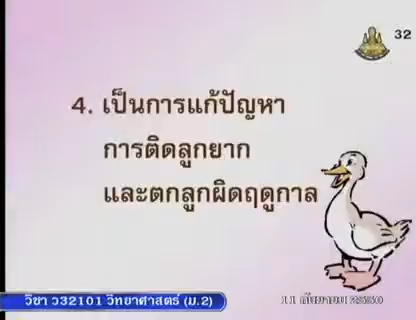 32
4. เป็นการแก้ปัญหา
การติดลูกยาก
และตกลูกผิดฤดูกาล
วิชา ว32101 วิทยาศาสตร์ (ม.2)
11 กันยายน 2550